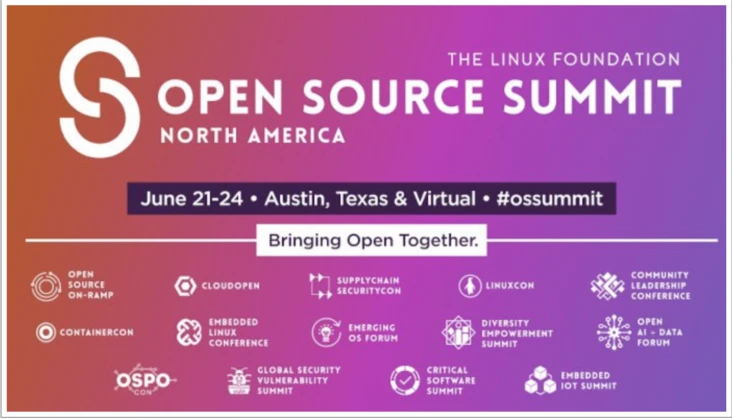 THE LINUX FOUNDATION
OPEN SOURCE SUMMIT
NORTH AMERICA
June 21-24 • Austin, Texas & Virtual • #ossummit
Bringing Open Together.
OPEN
SOURCE
ON-RAMP
CLOUDOPEN
SUPPLYCHAIN
SECURITYCON
LINUXCON
COMMUNITY
LEADERSHIP
CONFERENCE
CONTAINERCON
EMBEDDED
LINUX
CONFERENCE
EMERGING
OS FORUM
DIVERSITY
EMPOWERMENT
SUMMIT
OPEN
AI + DATA
FORUM
OSPO
CON
GLOBAL SECURITY
VULNERABILITY
SUMMIT
CRITICAL
SOFTWARE
SUMMIT
EMBEDDED
IOT SUMMIT